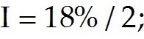 I = 18% / 2;